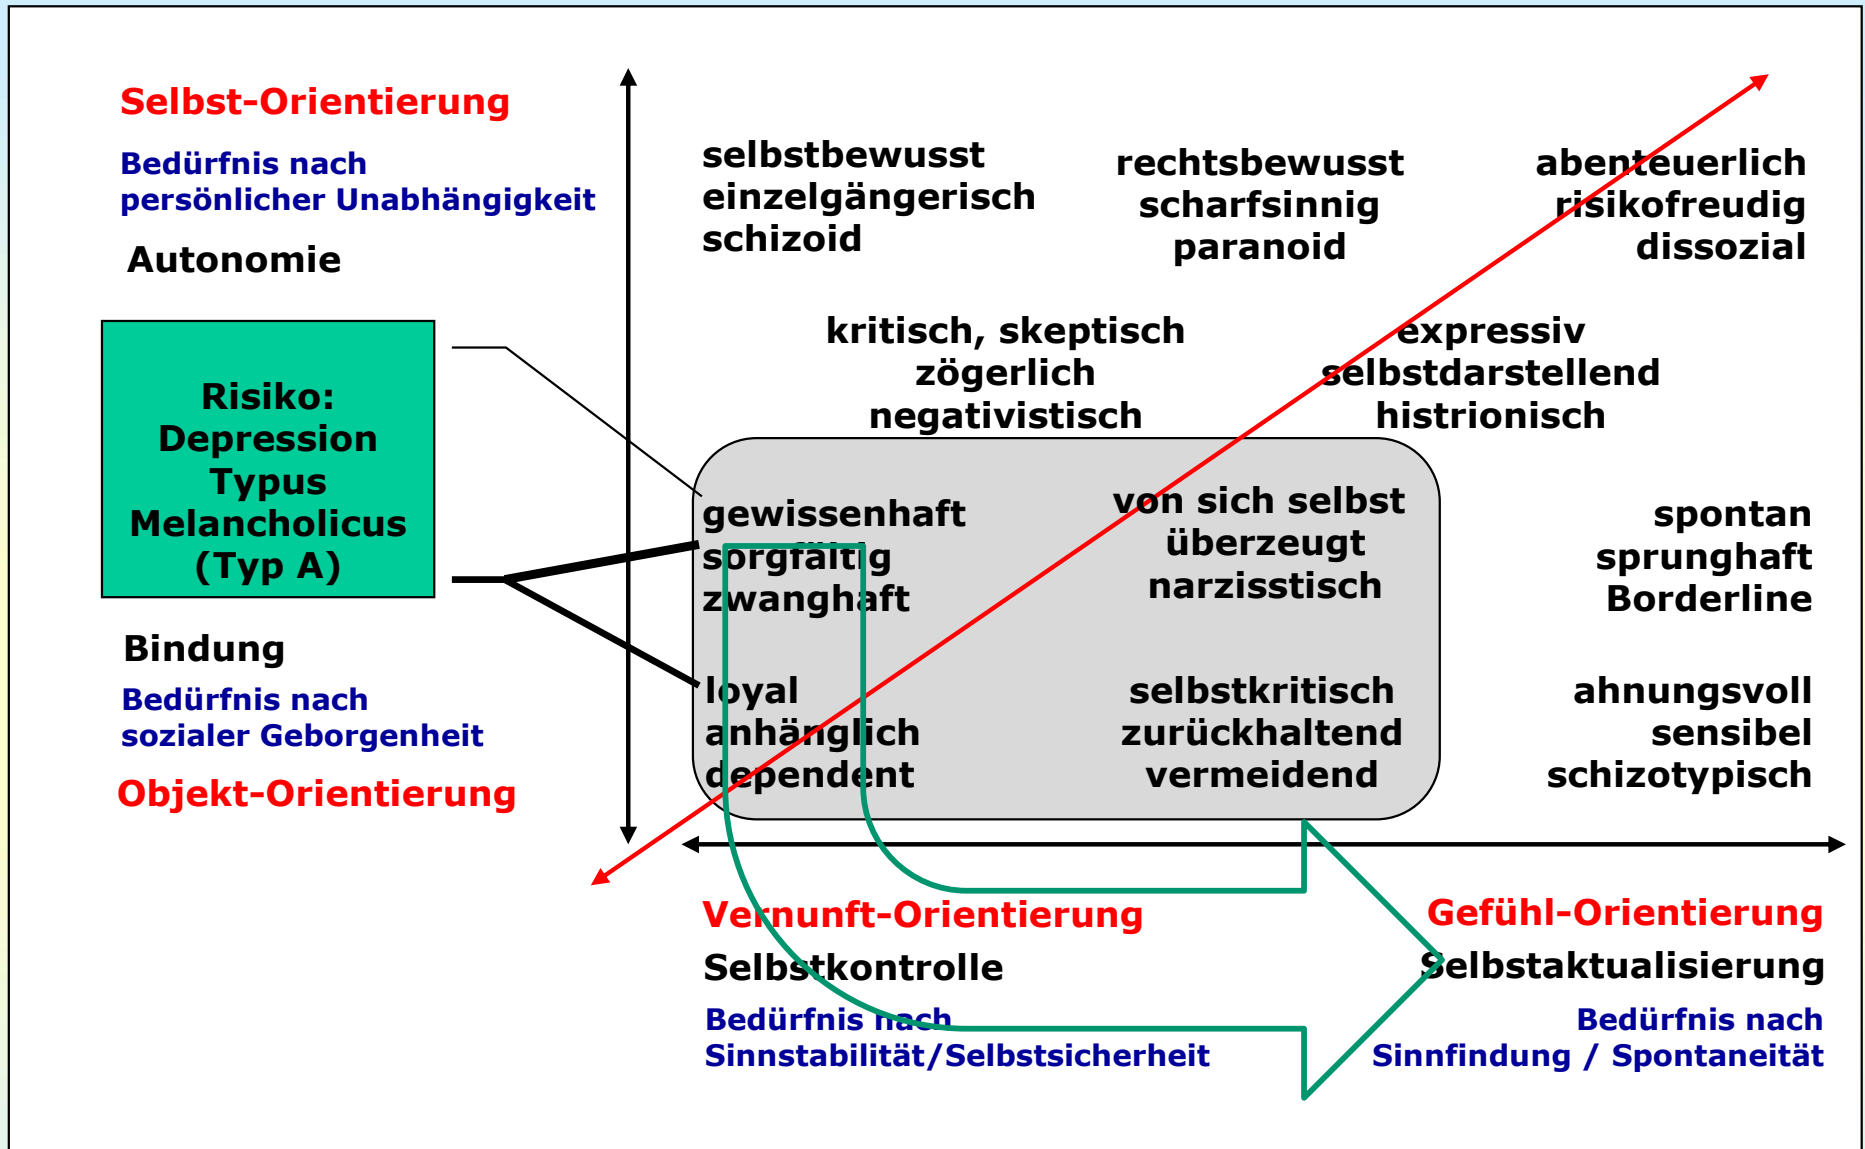 Selbst-Orientierung
Bedürfnis nach
persönlicher Unabhängigkeit
Autonomie
Risiko:
Depression
Typus
Melancholicus
(Typ A)
Bindung
Bedürfnis nach
sozialer Geborgenheit
Objekt-Orientierung
selbstbewusst
einzelgängerisch
schizoid
rechtsbewusst
scharfsinnig
paranoid
abenteuerlich
risikofreudig
dissozial
kritisch, skeptisch
zögerlich
negativistisch
expressiv
selbstdarstellend
histrionisch
gewissenhaft
sorgfältig
zwanghaft
von sich selbst
überzeugt
narzisstisch
spontan
sprunghaft
Borderline
loyal
anhänglich
dependent
selbstkritisch
zurückhaltend
vermeidend
ahnungsvoll
sensibel
schizotypisch
Vernunft-Orientierung
Selbstkontrolle
Bedürfnis nach
Sinnstabilität/Selbstsicherheit
Gefühl-Orientierung
Selbstaktualisierung
Bedürfnis nach
Sinnfindung / Spontaneität